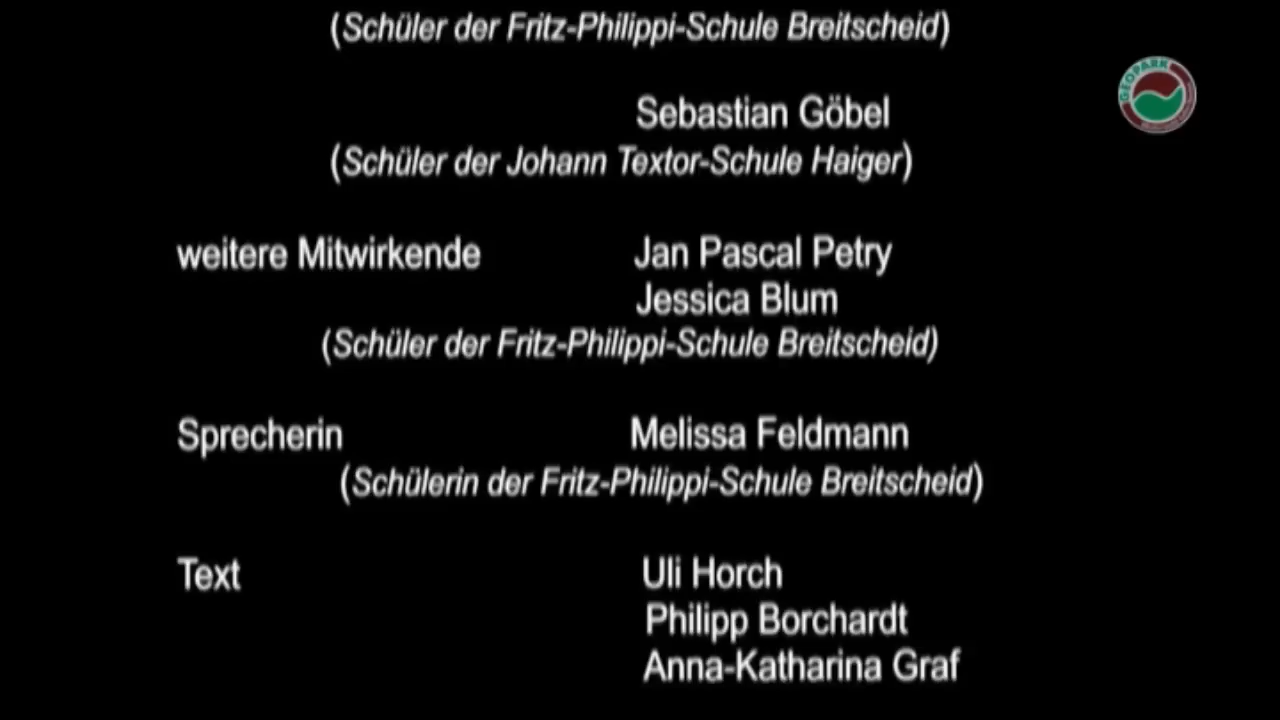 (Schüler der Fritz-Philippi-Schule Breitscheid)
GEOPARK
Sebastian Göbel
(Schüler der Johann Textor-Schule Haiger)
weitere Mitwirkende Jan Pascal Petry
Jessica Blum
(Schüler der Fritz-Philippi-Schule Breitscheid)
Sprecherin Melissa Feldmann
(Schülerin der Fritz-Philippi-Schule Breitscheid)
Text Uli Horch
Philipp Borchardt
Anna-Katharina Graf